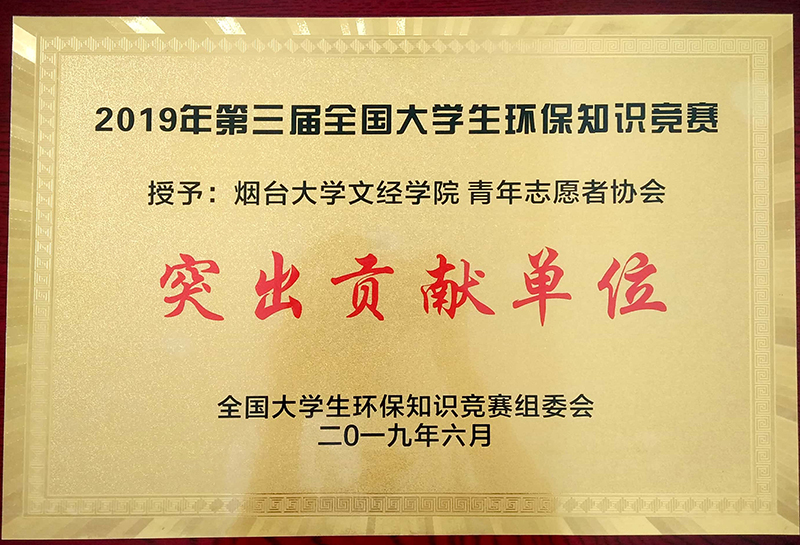 2019年第三届全国大学生环保知识竞赛
授予：烟台大学文经学院 青年志愿者协会
突出贡献单位
全国大学生环保知识竞赛组委会
二0一九年六月